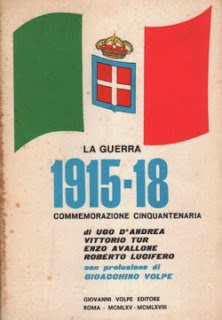 LA GUERRA
1915-18
COMMEMORAZIONE CINQUANTENARIA
di UGO D'ANDREA
VITTORIO TUR
ENZO AVALLONE
ROBERTO LUCIFERO
con prolusione di
GIOACCHINO VOLPE
GIOVANNI VOLPE EDITORE
ROMA - MCMLXV - MCMLXVIII